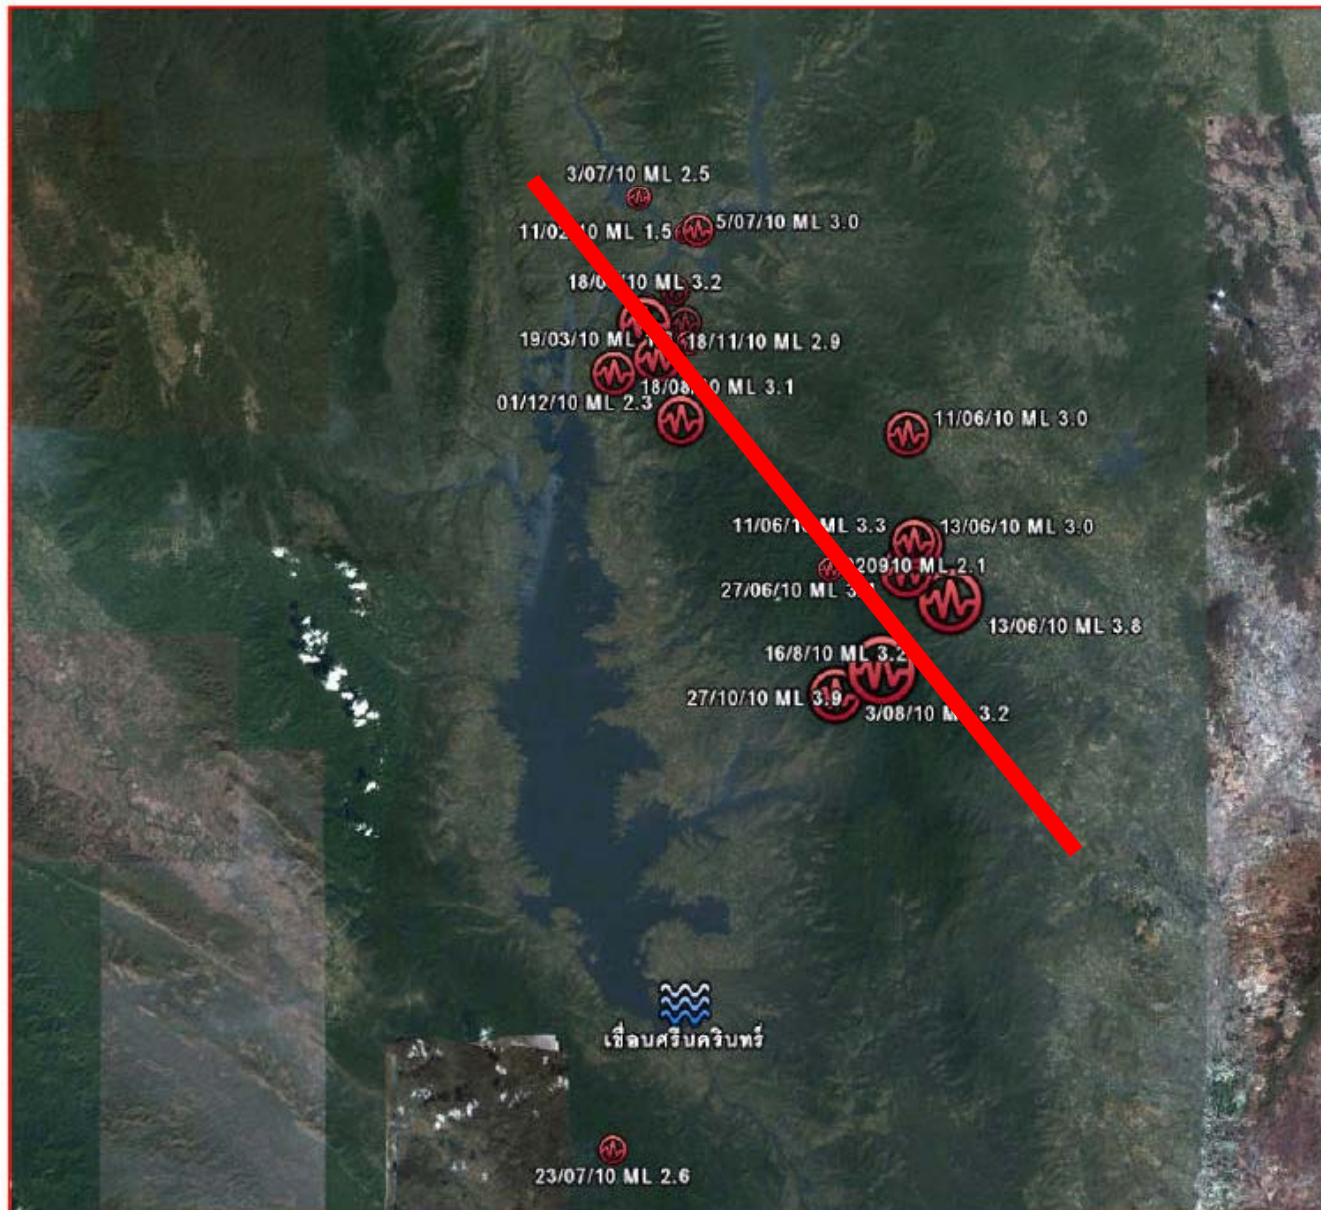 3/07/10 ML 2.5
5/07/10 ML 3.0
ML 1.5
ML 3.2
19/03/10 ML
18/11/10 ML 2.9
ML 3.1
01/12/10 ML 2.3
11/06/10 ML 3.0
ML 3.3
13/06/10 ML 3.0
ML 2.1
27/06/10
13/06/10 ML 3.8
16/8/10 ML 3.2
27/10/10 ML 3.9
3/08/10 ML 3.2
เขื่อนศรีนครินทร์
23/07/10 ML 2.6